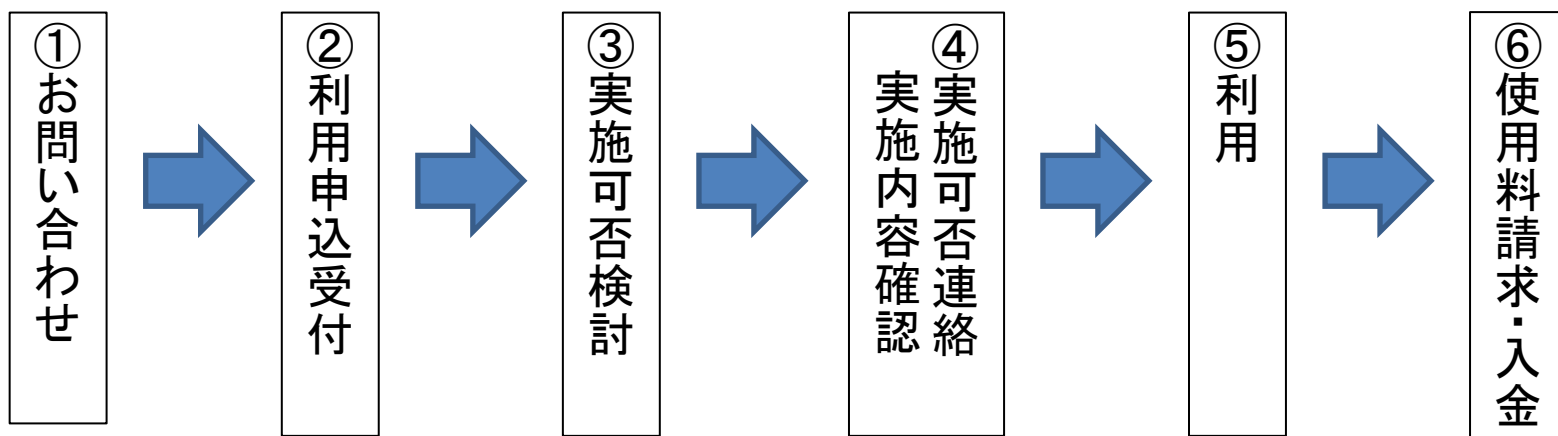 ①お問い合わせ
②利用申込受付
③実施可否検討
④実施可否連絡
実施内容確認
⑤利用
⑥使用料請求・入金